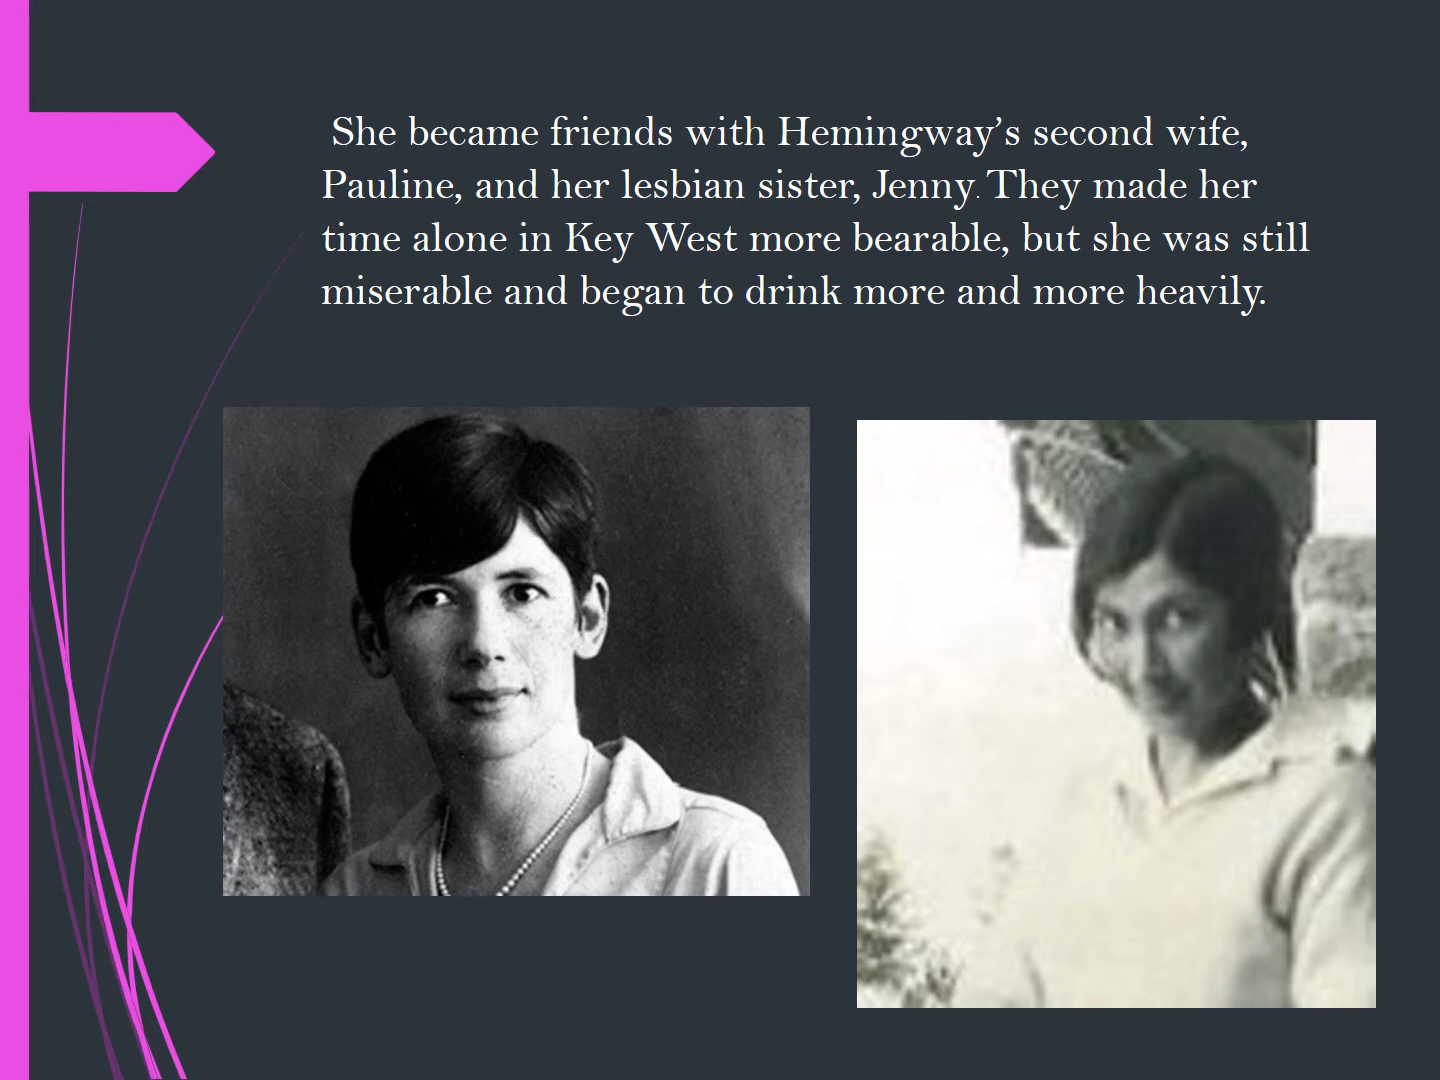 She became friends with Hemingway’s second wife,
Pauline, and her lesbian sister, Jenny. They made her
time alone in Key West more bearable, but she was still
miserable and began to drink more and more heavily.